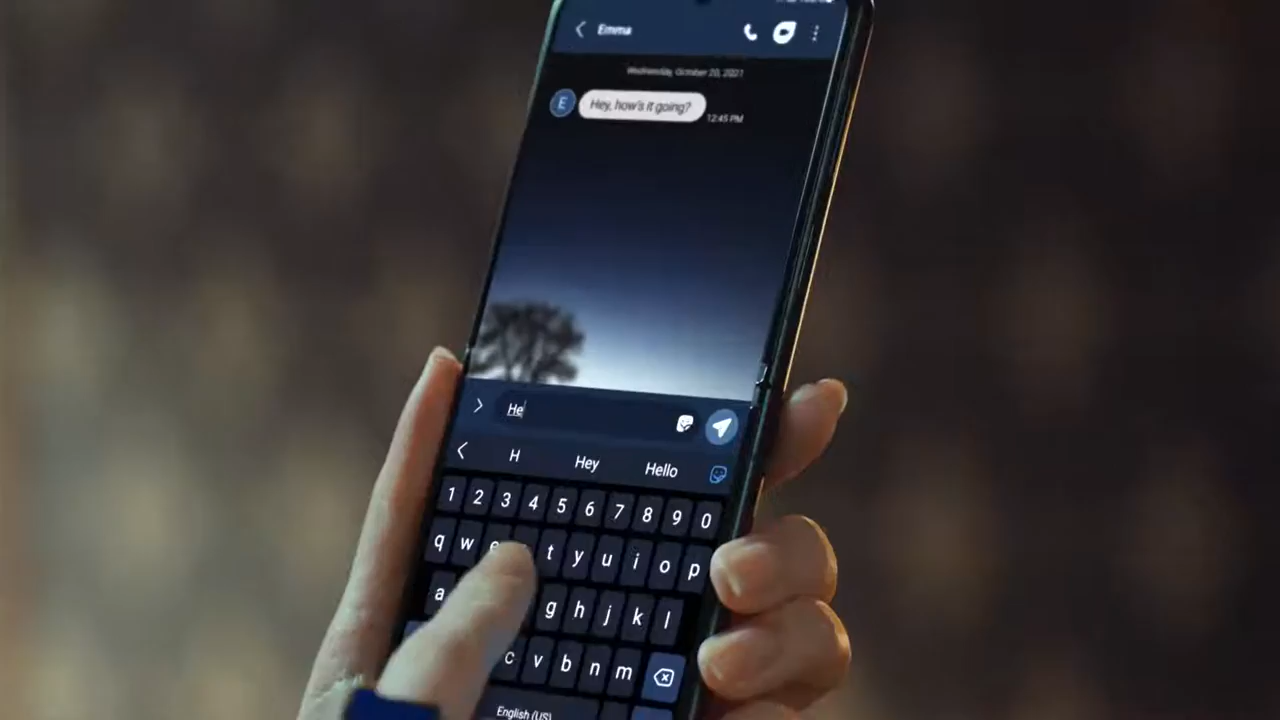 Emma
Wednesday, October 20, 2021
E
Hey, how's it going?
12:45 PM
He
H Hey Hello
1 2 3 4 5 6 7 8 9 0
q w e t y u i o p
a g h j k l
c v b n m
English (US)